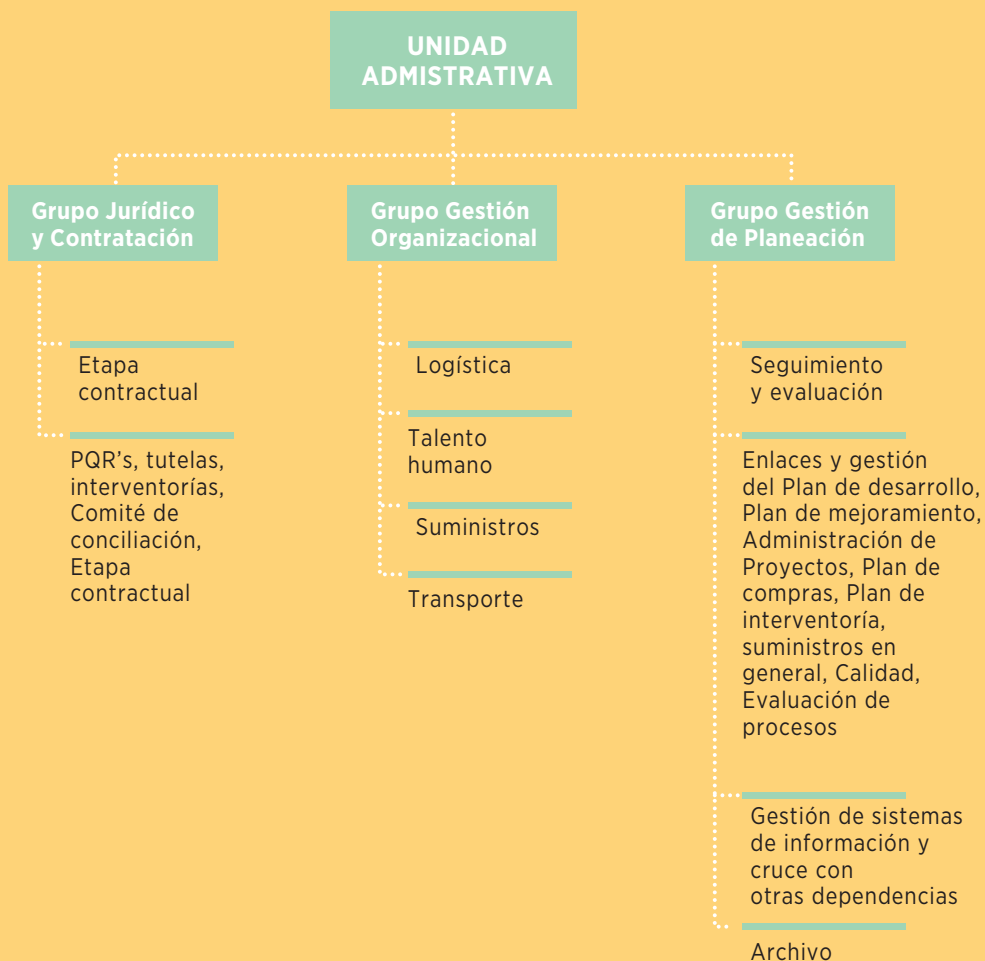 UNIDAD
ADMISTRATIVA
Grupo Jurídico
y Contratación
Etapa
contractual
PQR's, tutelas,
interventorías,
Comité de
conciliación,
Etapa
contractual
Grupo Gestión
Organizacional
Logística
Talento
humano
Suministros
Transporte
Grupo Gestión
de Planeación
Seguimiento
y evaluación
Enlaces y gestión
del Plan de desarrollo,
Plan de mejoramiento,
Administración de
Proyectos, Plan de
compras, Plan de
interventoría,
suministros en
general, Calidad,
Evaluación de
procesos
Gestión de sistemas
de información y
cruce con
otras dependencias
Archivo